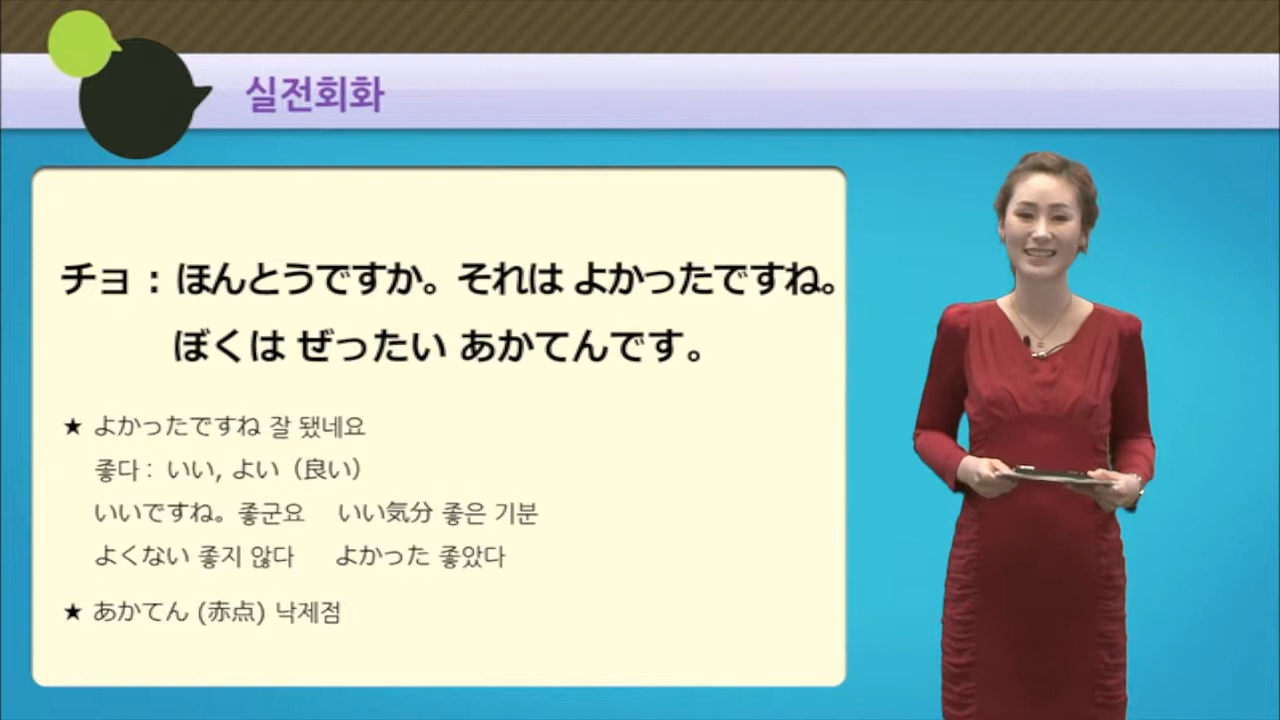 실전회화
チョ : ほんとうですか。それは よかったですね。
ぼくは ぜったい あかてんです。
★ よかったですね 잘 됐네요
좋다 : いい, よい（良い）
いいですね。좋군요 いい気分 좋은 기분
よくない 좋지 않다 よかった 좋았다
★ あかてん (赤点) 낙제점